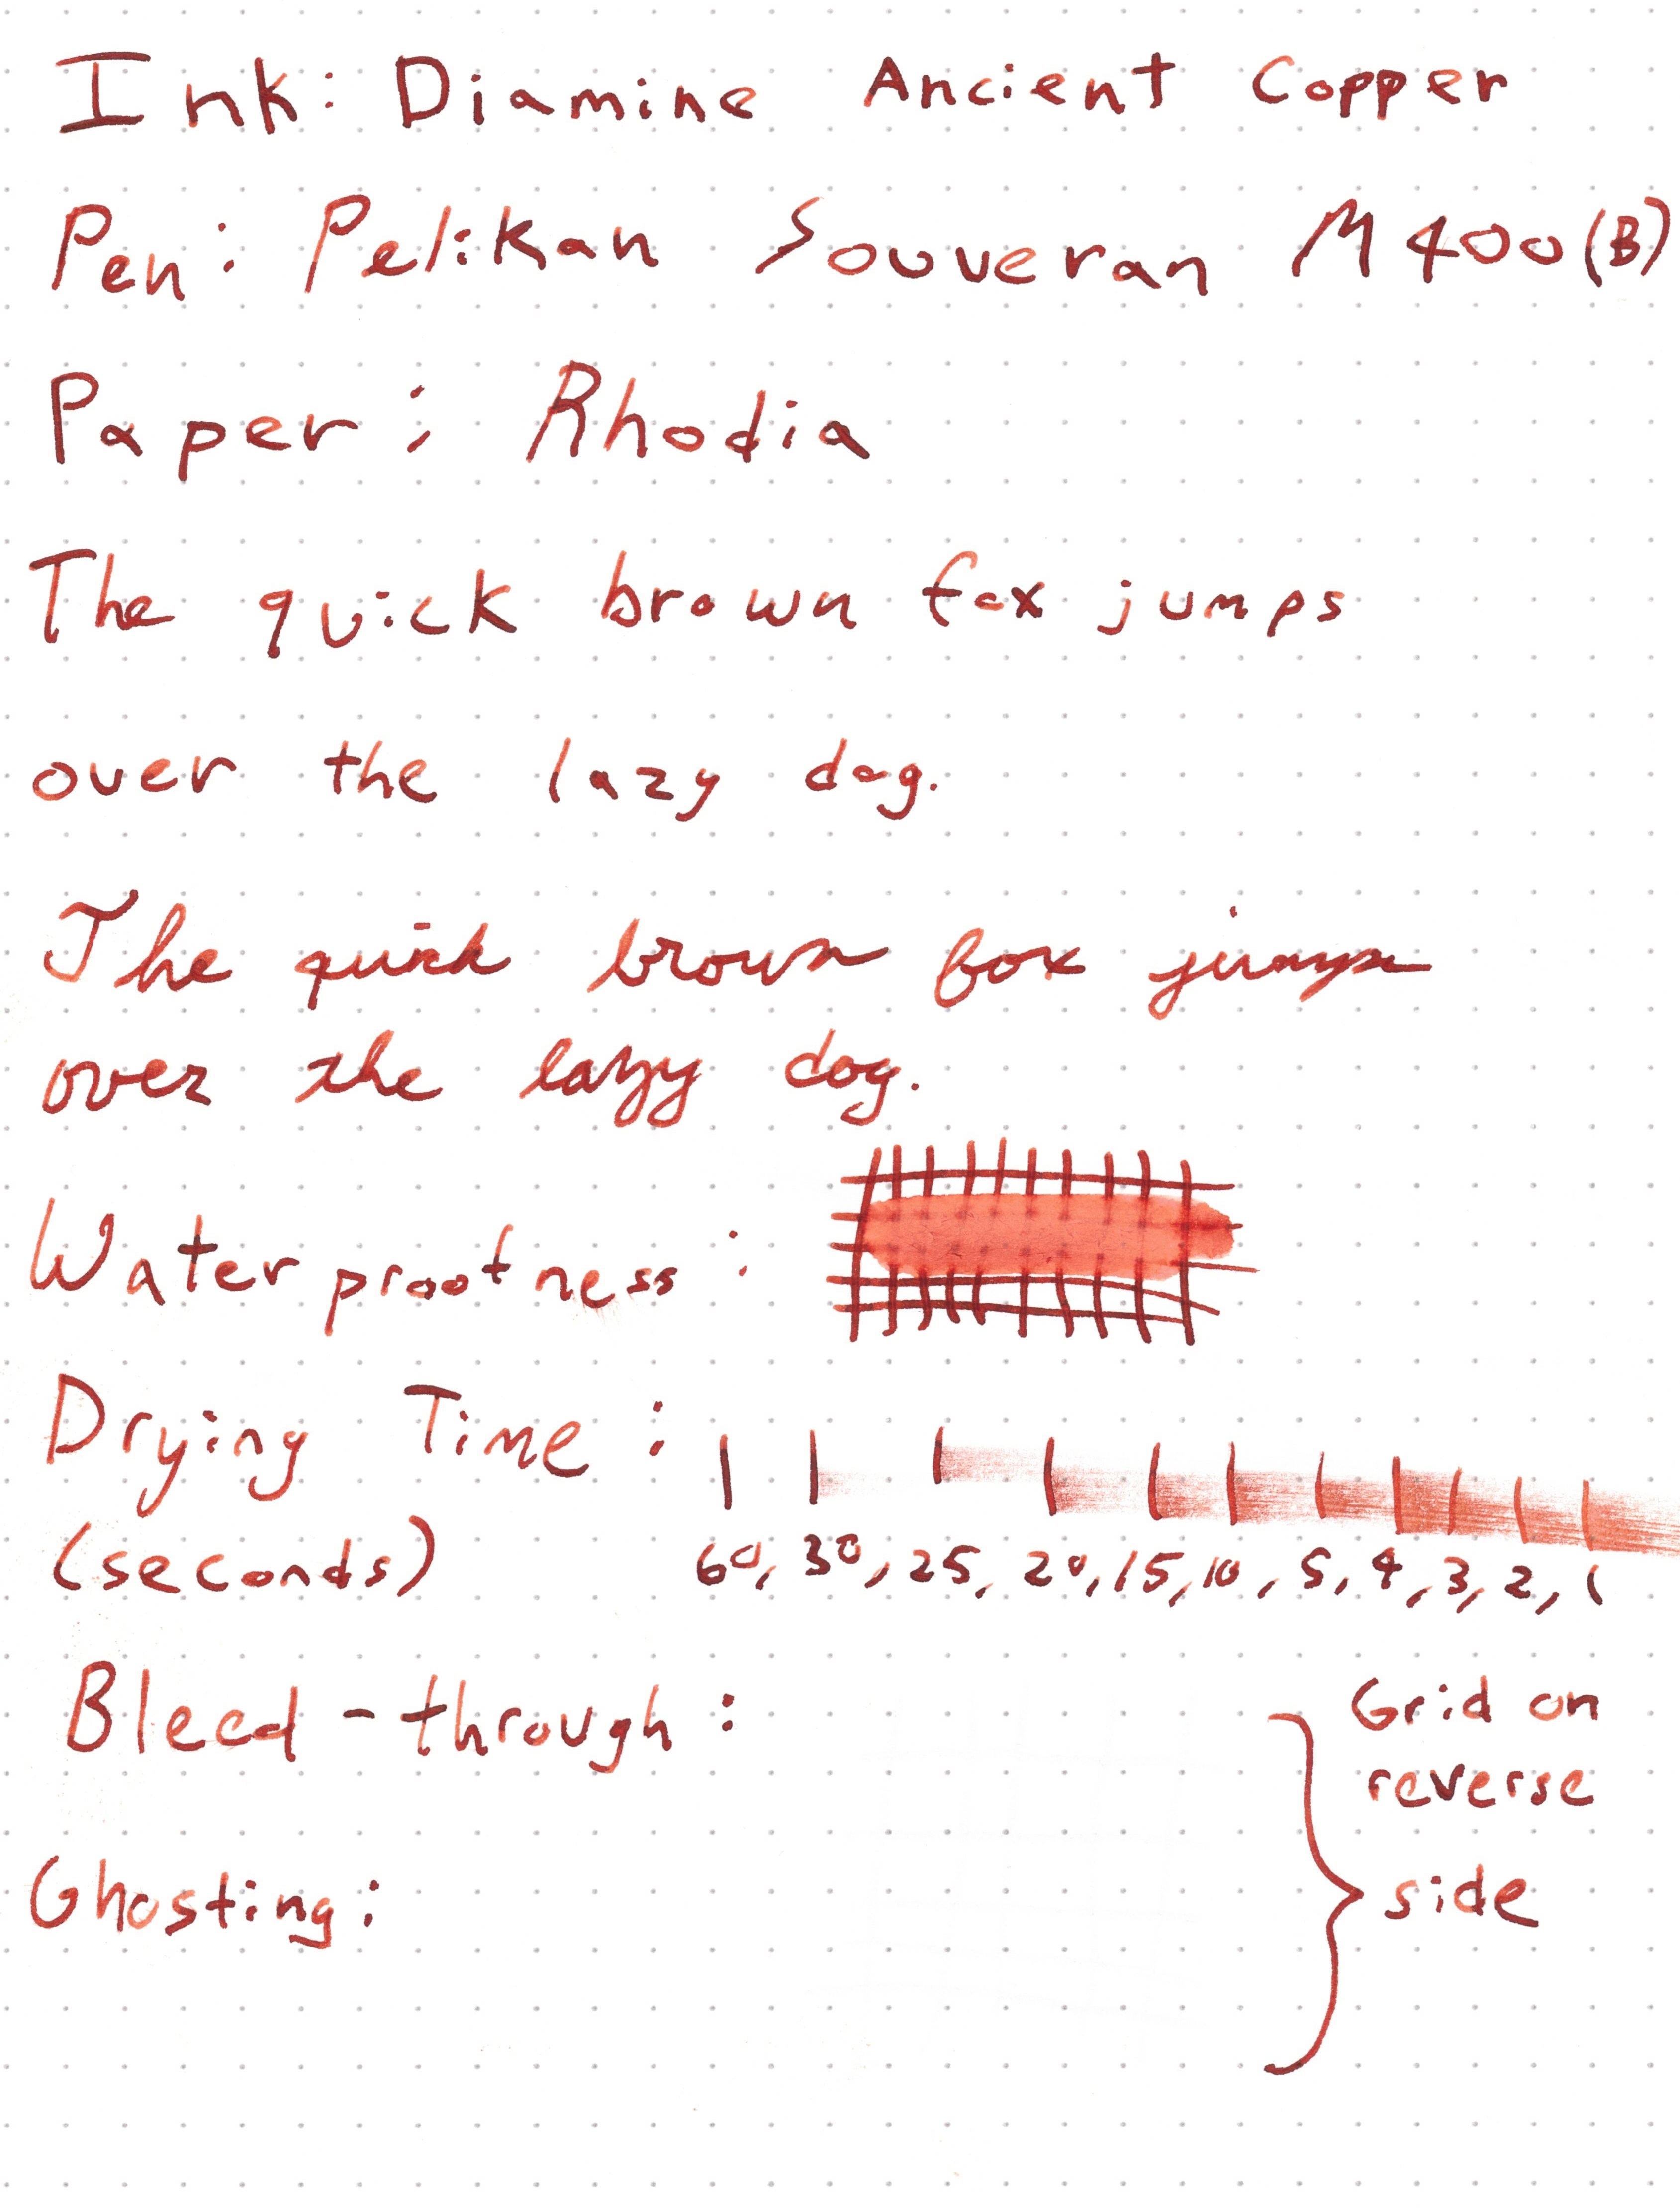 Ink: Diamine Ancient Copper
Pen: Pelikan Souveran M400 (B)
Paper: Rhodia
The quick brown fox jumps
over the lazy dog.
The quick brown fox jumps
over the lazy dog.
Waterproofness:
Drying Time:
(seconds) 60, 30, 25, 20, 15, 10, 5, 4, 3, 2, 1
Bleed-through:
Grid on
reverse
side
Ghosting: